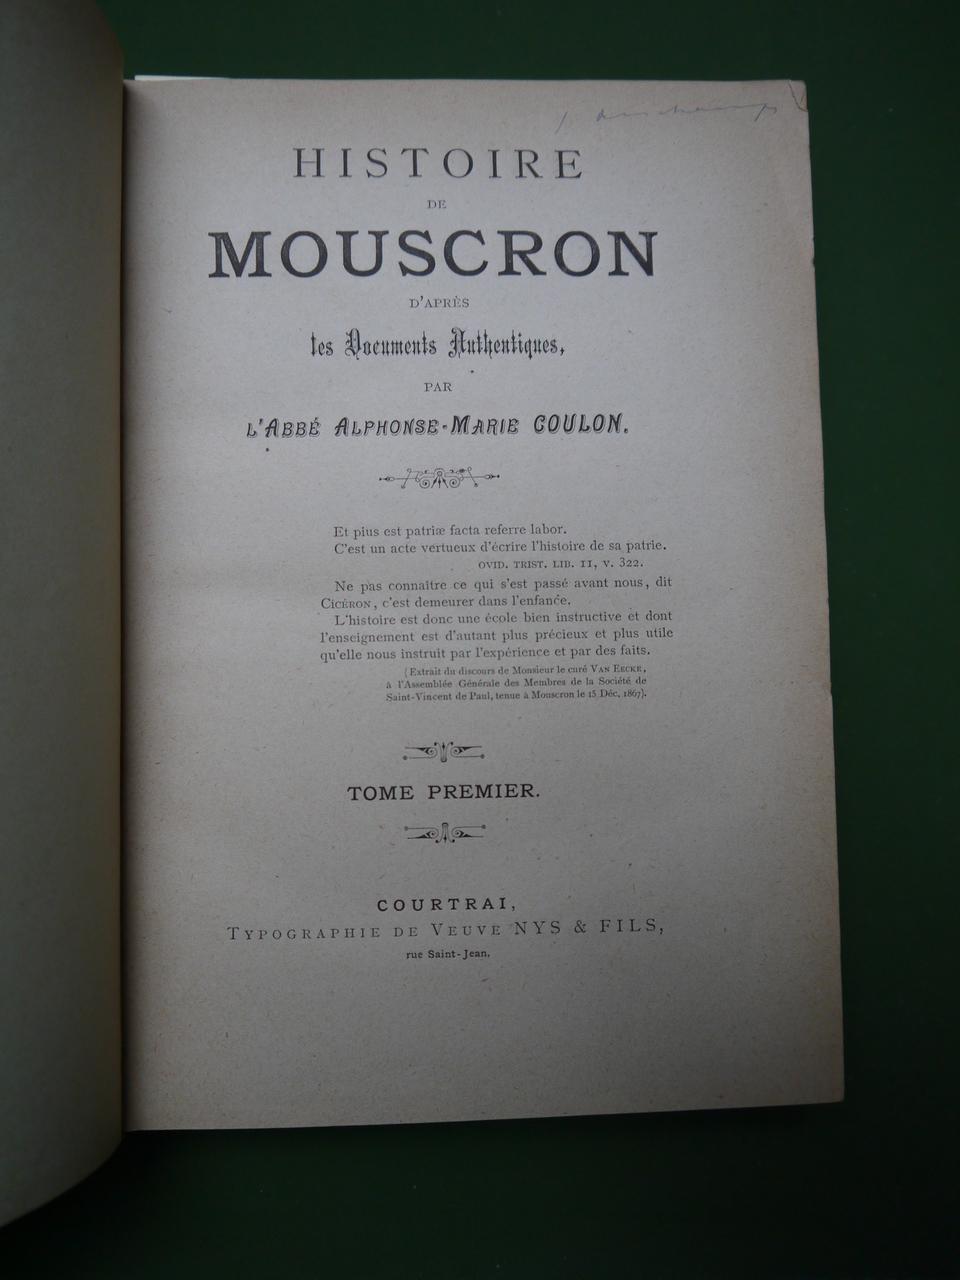 HISTOIRE
DE
MOUSCRON
D'APRÈS
les Documents Authentiques,
PAR
L'ABBÉ ALPHONSE-MARIE COULON.
Et pius est patriæ facta referre labor.
C'est un acte vertueux d'écrire l'histoire de sa patrie.
OVID. TRIST. LIB. II, V. 322.
Ne pas connaître ce qui s'est passé avant nous, dit
CICÉRON, c'est demeurer dans l'enfance.
L'histoire est donc une école bien instructive et dont
l'enseignement est d'autant plus précieux et plus utile
qu'elle nous instruit par l'expérience et par des faits.
(Extrait du discours de Monsieur le curé VAN EECKE,
à l'Assemblée Générale des Membres de la Société de
Saint-Vincent de Paul, tenue à Mouscron le 15 Déc. 1867).
TOME PREMIER.
COURTRAI,
TYPOGRAPHIE DE VEUVE NYS & FILS,
rue Saint-Jean.